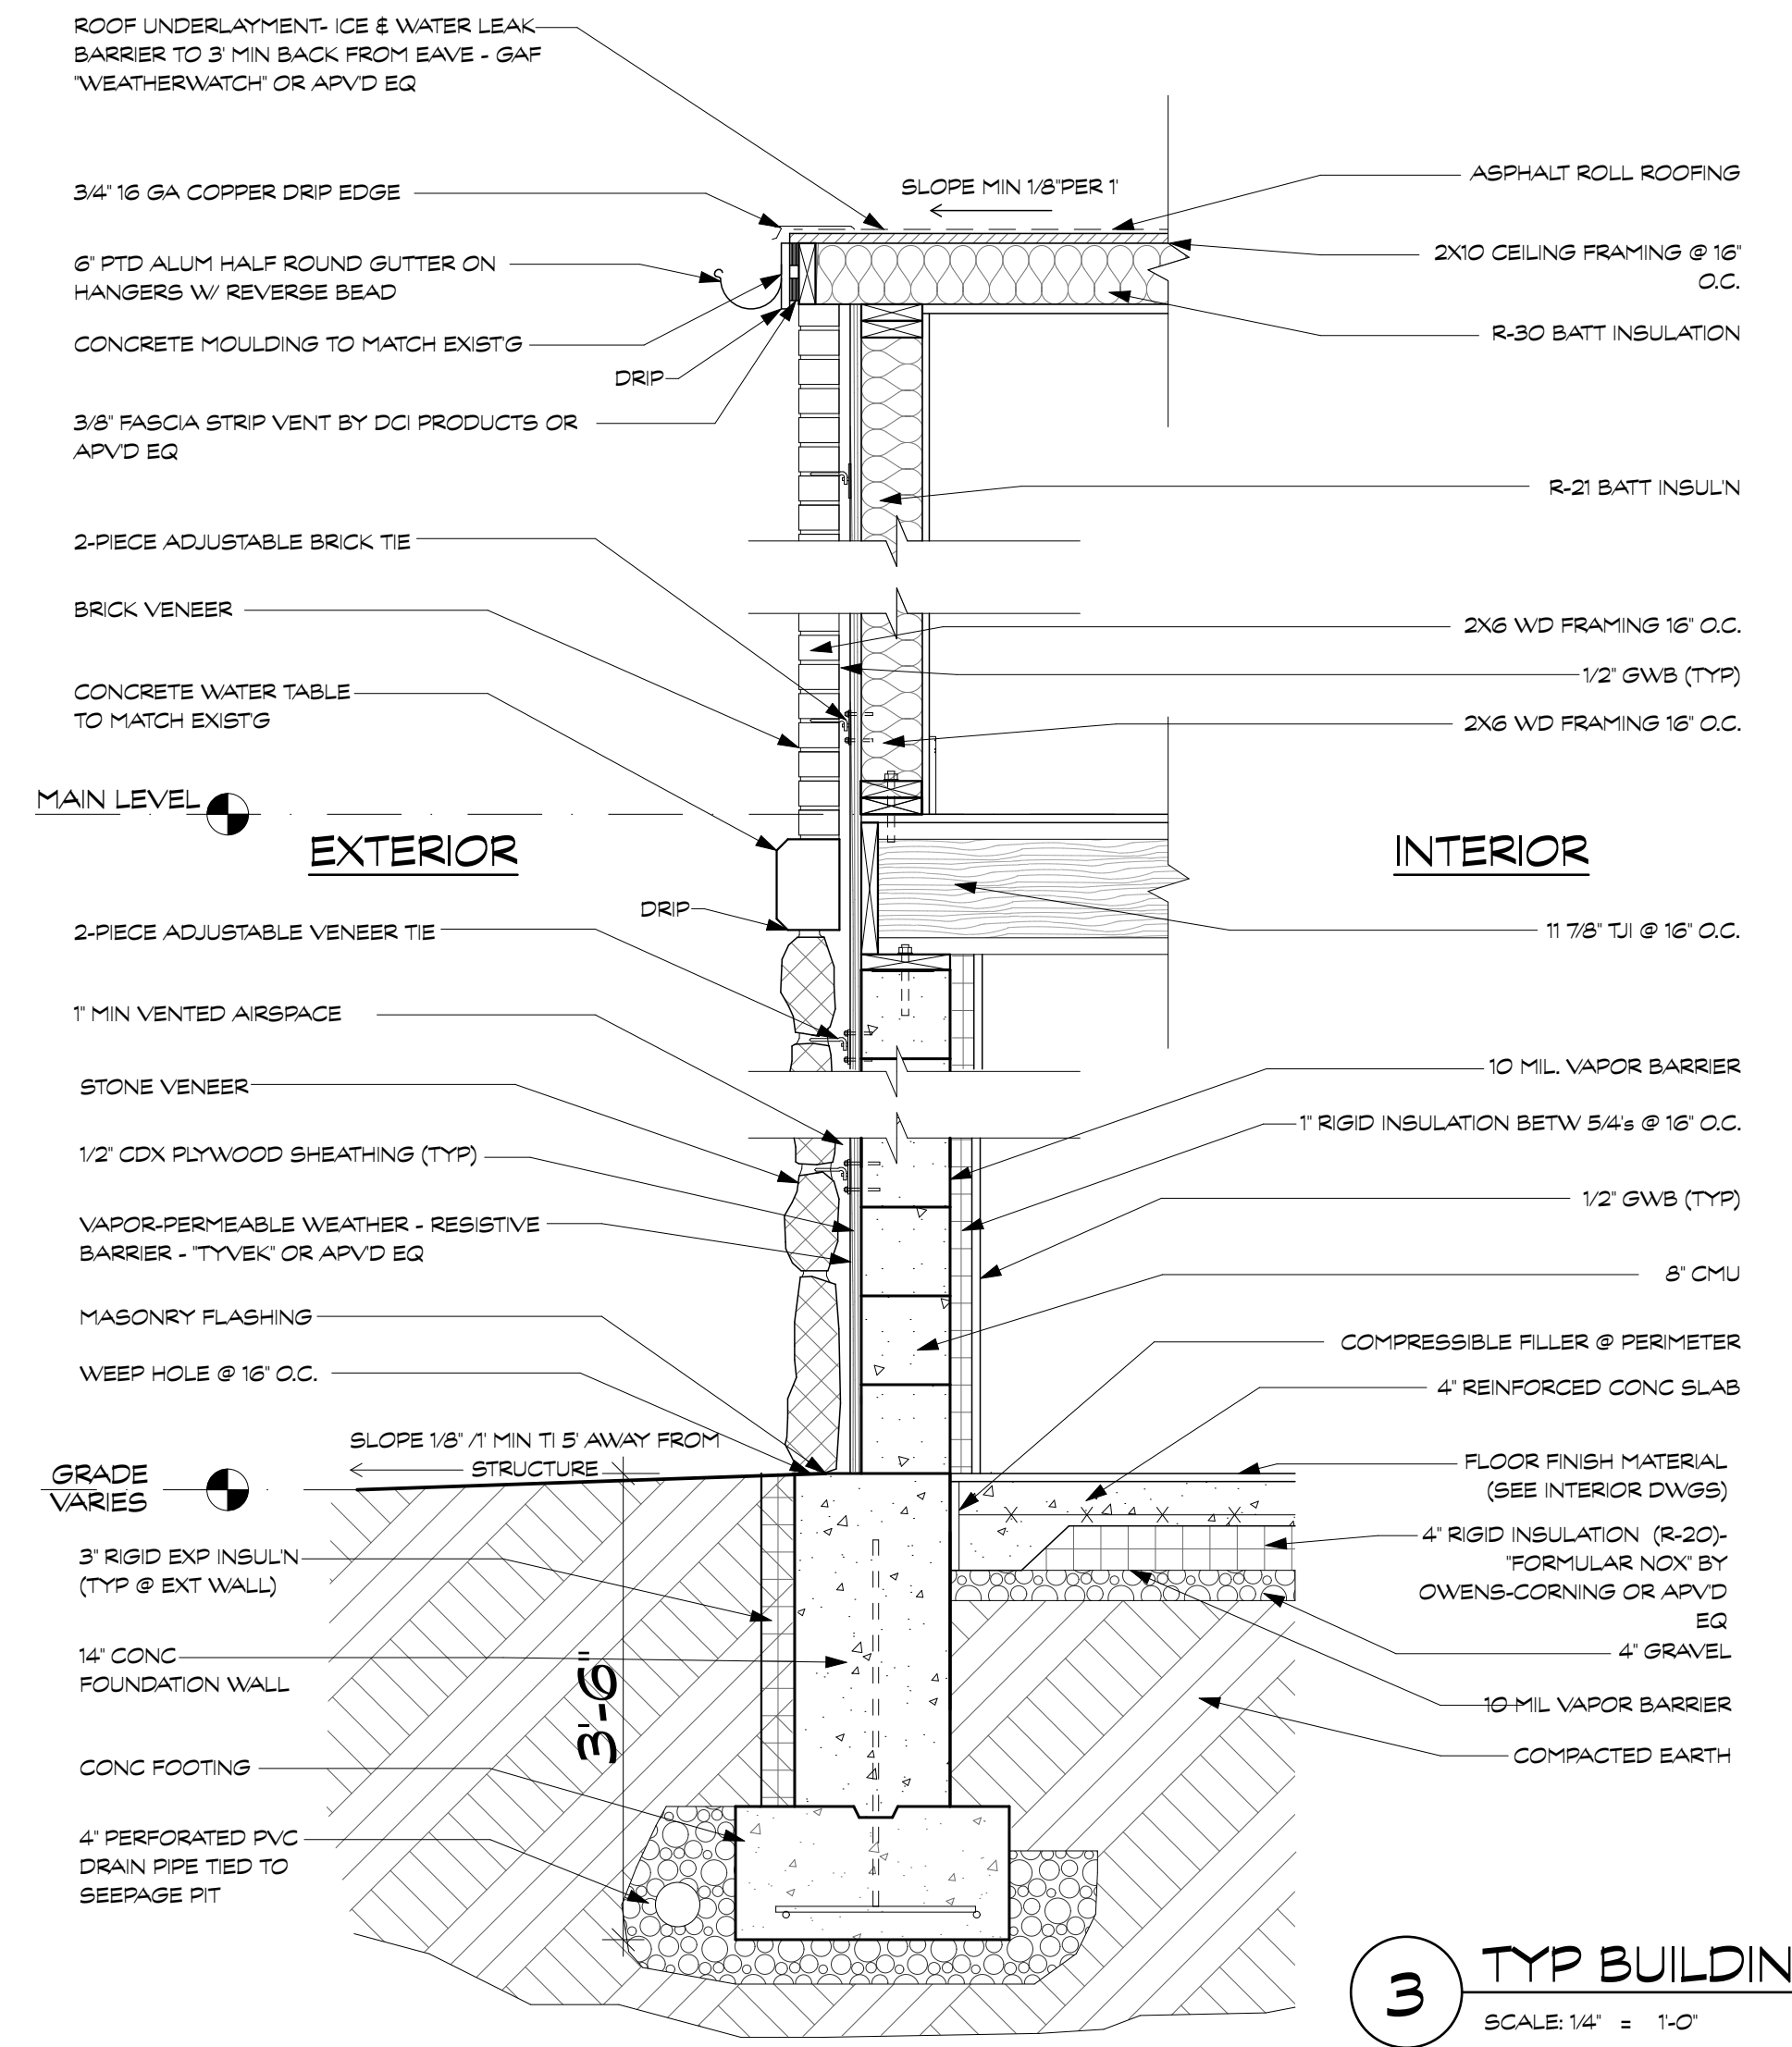 ROOF UNDERLAYMENT- ICE & WATER LEAK
BARRIER TO 3' MIN BACK FROM EAVE - GAF
"WEATHERWATCH" OR APV'D EQ
3/4" 16 GA COPPER DRIP EDGE
6" PTD ALUM HALF ROUND GUTTER ON
HANGERS W/ REVERSE BEAD
CONCRETE MOULDING TO MATCH EXIST'G
DRIP
3/8" FASCIA STRIP VENT BY DCI PRODUCTS OR
APV'D EQ
2-PIECE ADJUSTABLE BRICK TIE
BRICK VENEER
CONCRETE WATER TABLE
TO MATCH EXIST'G
MAIN LEVEL
EXTERIOR
DRIP
2-PIECE ADJUSTABLE VENEER TIE
1" MIN VENTED AIRSPACE
STONE VENEER
1/2" CDX PLYWOOD SHEATHING (TYP)
VAPOR-PERMEABLE WEATHER - RESISTIVE
BARRIER - "TYVEK" OR APV'D EQ
MASONRY FLASHING
WEEP HOLE @ 16" O.C.
SLOPE 1/8" /1' MIN TI 5' AWAY FROM
STRUCTURE
GRADE
VARIES
3" RIGID EXP INSUL'N
(TYP @ EXT WALL)
14" CONC
FOUNDATION WALL
3'-6"
CONC FOOTING
4" PERFORATED PVC
DRAIN PIPE TIED TO
SEEPAGE PIT
SLOPE MIN 1/8"PER 1'
ASPHALT ROLL ROOFING
2X10 CEILING FRAMING @ 16"
O.C.
R-30 BATT INSULATION
R-21 BATT INSUL'N
2X6 WD FRAMING 16" O.C.
1/2" GWB (TYP)
2X6 WD FRAMING 16" O.C.
INTERIOR
11 7/8" TJI @ 16" O.C.
10 MIL. VAPOR BARRIER
1" RIGID INSULATION BETW 5/4's @ 16" O.C.
1/2" GWB (TYP)
8" CMU
COMPRESSIBLE FILLER @ PERIMETER
4" REINFORCED CONC SLAB
FLOOR FINISH MATERIAL
(SEE INTERIOR DWGS)
4" RIGID INSULATION (R-20)-
"FORMULAR NOX" BY
OWENS-CORNING OR APV'D
EQ
4" GRAVEL
10 MIL VAPOR BARRIER
COMPACTED EARTH
3
TYP BUILDIN
SCALE: 1/4" = 1'-0"